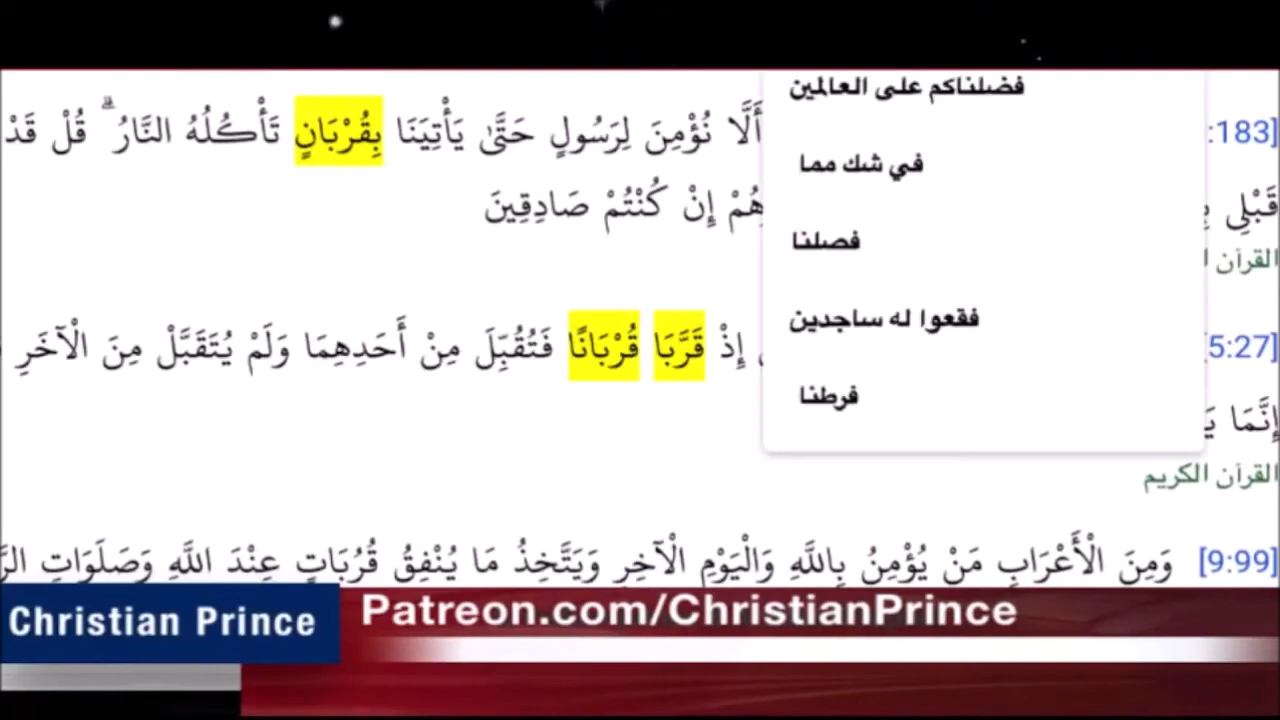 :183]
أَلَّا نُؤْمِنَ لِرَسُولٍ حَتَّىٰ يَأْتِيَنَا بِقُرْبَانٍ تَأْكُلُهُ النَّارُ ۗ قُلْ قَدْ
قَبْلِي
هُمْ إِنْ كُنْتُمْ صَادِقِينَ
القرآن
5:27]
إِذْ قَرَّبَا قُرْبَانًا فَتُقُبِّلَ مِنْ أَحَدِهِمَا وَلَمْ يُتَقَبَّلْ مِنَ الْآخَرِ
إِنَّمَا
القرآن الكريم
[9:99] وَمِنَ الْأَعْرَابِ مَنْ يُؤْمِنُ بِاللَّهِ وَالْيَوْمِ الْآخِرِ وَيَتَّخِذُ مَا يُنْفِقُ قُرُبَاتٍ عِنْدَ اللَّهِ وَصَلَوَاتِ
فضلناكم على العالمين
في شك مما
فصلنا
فقعوا له ساجدين
فرطنا
Christian Prince
Patreon.com/ChristianPrince